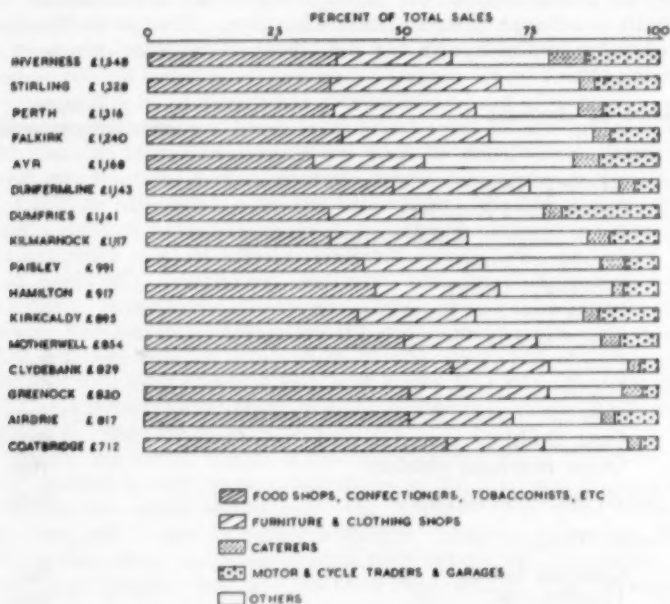 PERCENT OF TOTAL SALES
0 25 50 75 100
INVERNESS £1,548
STIRLING £1,328
PERTH £1,316
FALKIRK £1,240
AYR £1,168
DUNFERMLINE £1,143
DUMFRIES £1,141
KILMARNOCK £1,117
PAISLEY £991
HAMILTON £917
KIRKCALDY £895
MOTHERWELL £854
CLYDEBANK £829
GREENOCK £820
AIRDRIE £817
COATBRIDGE £712
FOOD SHOPS, CONFECTIONERS, TOBACCONISTS, ETC
FURNITURE & CLOTHING SHOPS
CATERERS
MOTOR & CYCLE TRADERS & GARAGES
OTHERS